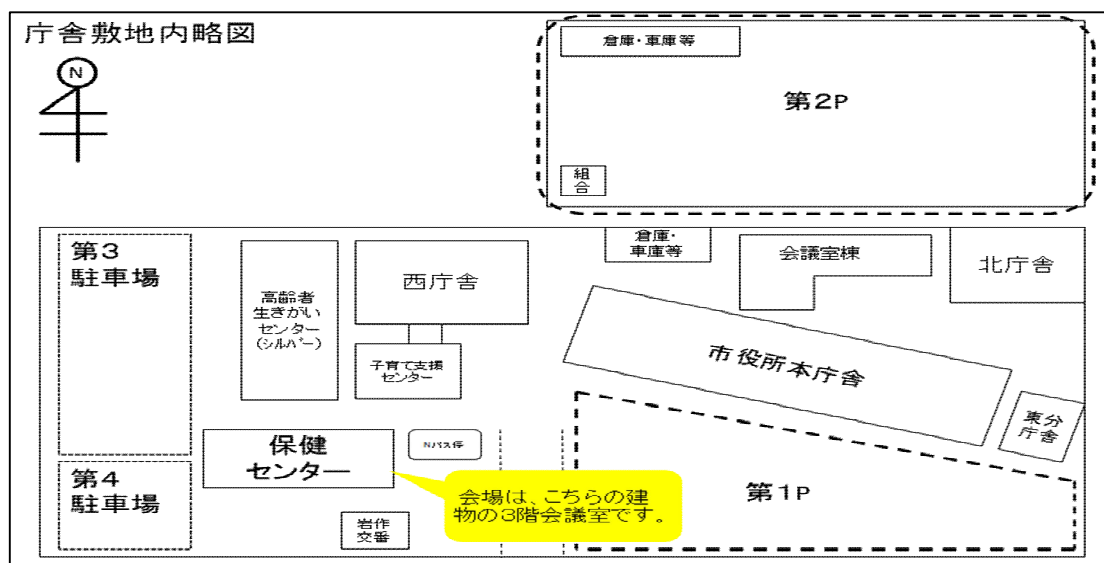 庁舎敷地内略図
N
倉庫・車庫等
第2P
組
合
第3
駐車場
高齢者
生きがい
センター
(シルバー)
西庁舎
子育て支援
センター
倉庫・
車庫等
会議室棟
北庁舎
市役所本庁舎
東分
庁舎
保健
センター
Nバス停
第4
駐車場
会場は、こちらの建
物の3階会議室です。
岩作
交番
第1P